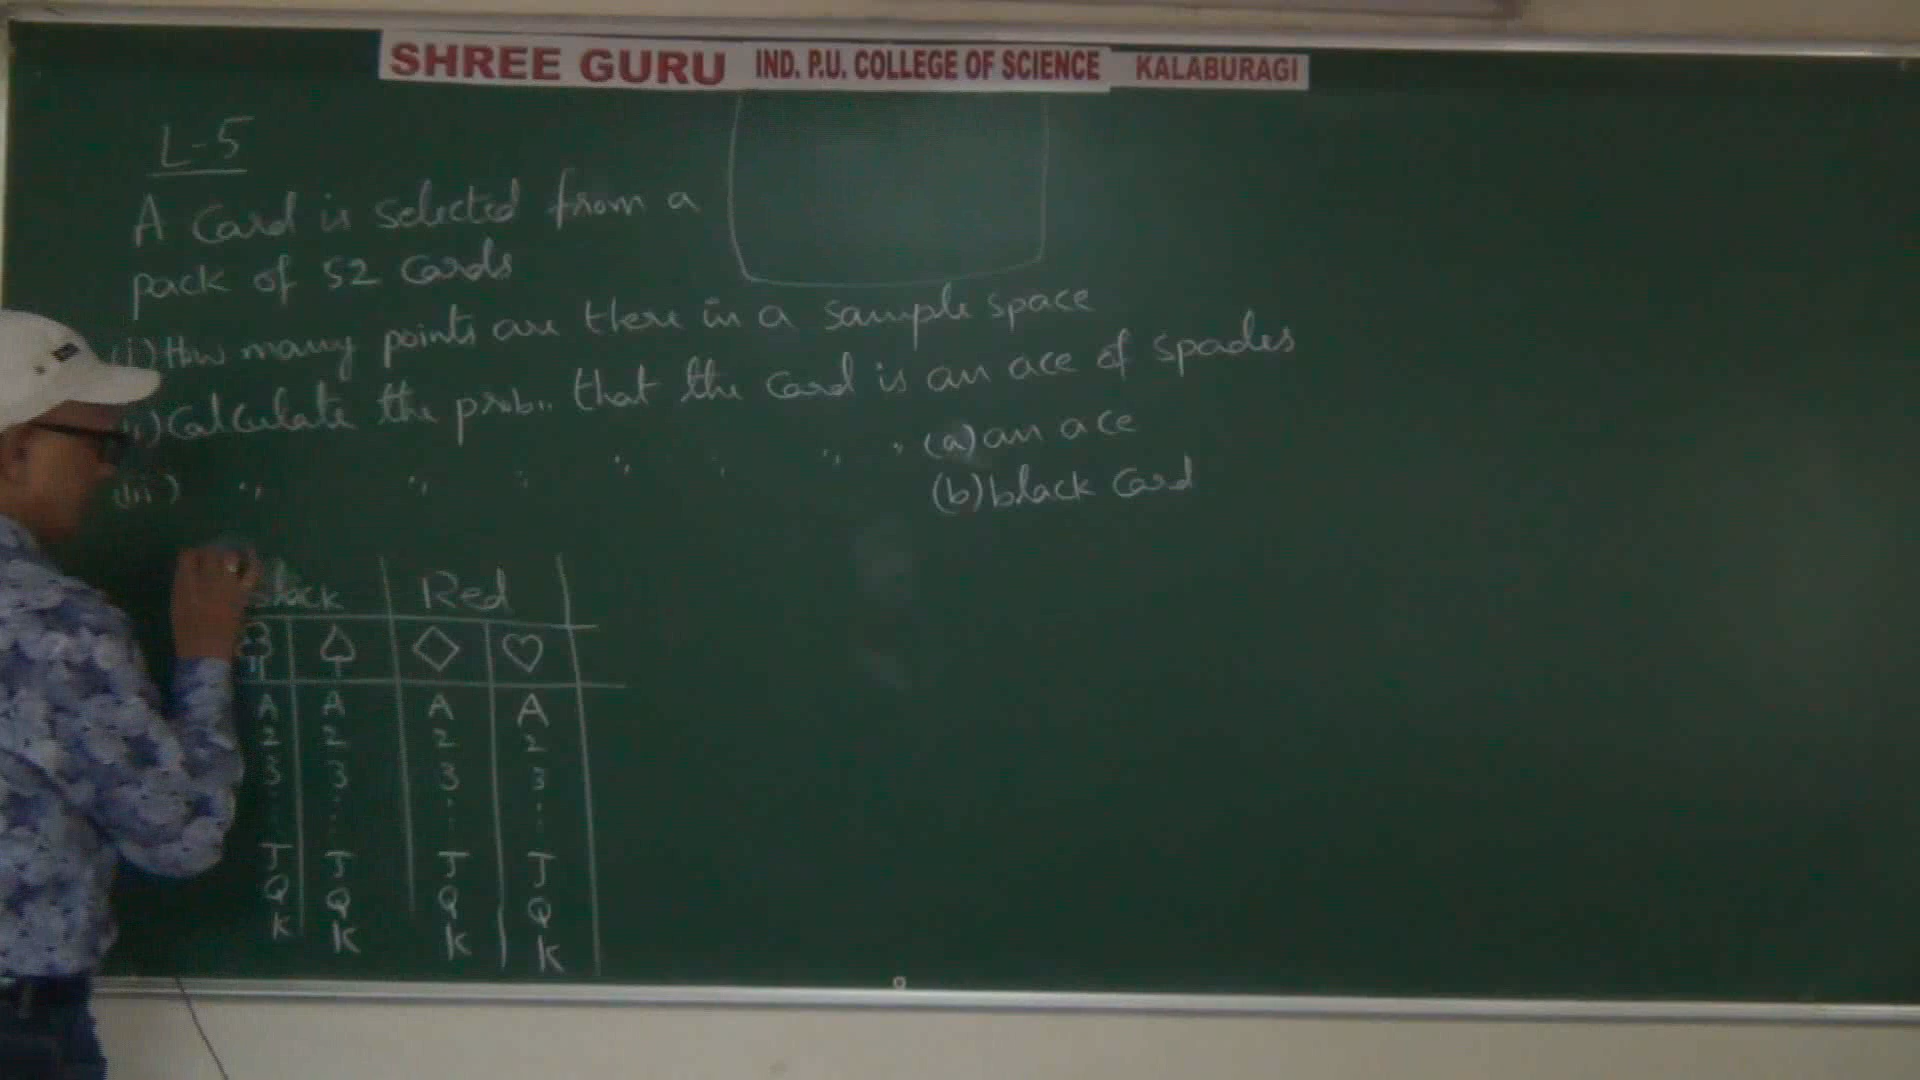 SHREE GURU IND. P.U. COLLEGE OF SCIENCE KALABURAGI
L-5
A Card is selected from a
pack of 52 Cards
(i) How many points are there in a sample space
(ii) Calculate the prob.. that the Card is an ace of spades
(iii) " " " " " " " (a) an ace
(b) black Card
Black Red
A A A A
2 2 2 2
3 3 3 3
J J J J
Q Q Q Q
K K K K